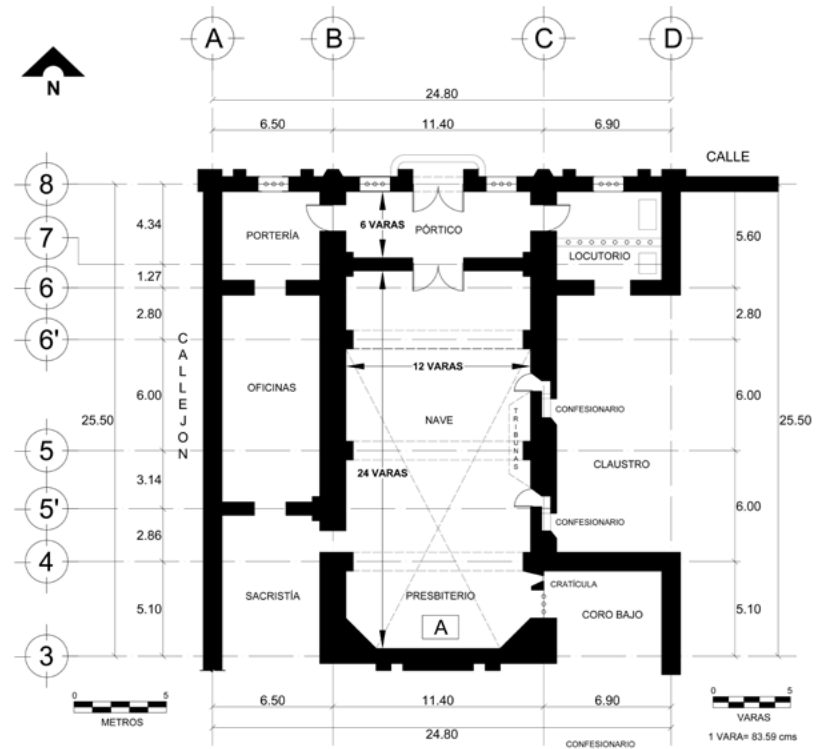 A
B
C
D
N
24.80
6.50
11.40
6.90
CALLE
8
7
6
6'
5
5'
4
3
4.34
1.27
2.80
6.00
3.14
2.86
5.10
25.50
CALLEJON
PORTERÍA
6 VARAS
PÓRTICO
LOCUTORIO
5.60
2.80
6.00
6.00
5.10
25.50
12 VARAS
OFICINAS
NAVE
TRIBUNAS
CONFESIONARIO
CLAUSTRO
24 VARAS
CONFESIONARIO
SACRISTÍA
PRESBITERIO
CRATÍCULA
CORO BAJO
A
0 5
METROS
6.50
11.40
6.90
24.80
0 5
VARAS
1 VARA= 83.59 cms
CONFESIONARIO